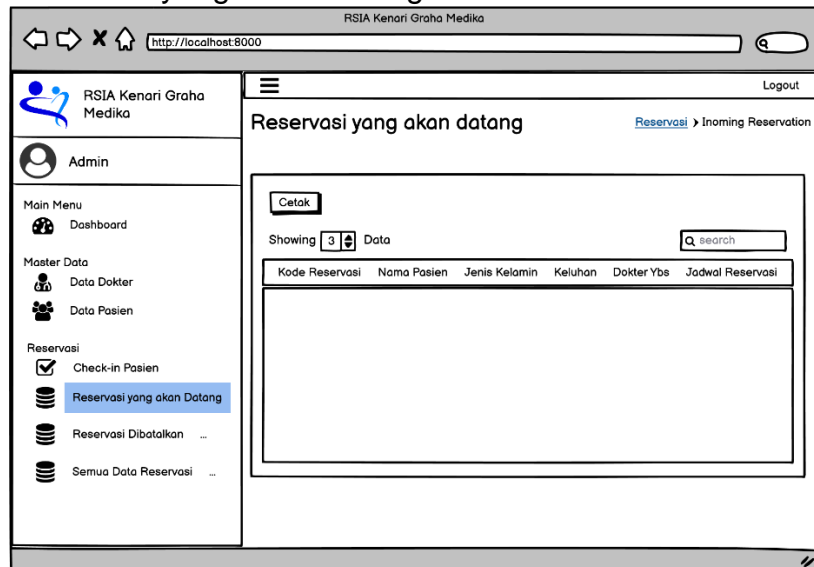 RSIA Kenari Graha Medika
http://localhost:8000
RSIA Kenari Graha
Medika
Logout
Reservasi yang akan datang
Reservasi > Inoming Reservation
Admin
Main Menu
Dashboard
Master Data
Data Dokter
Data Pasien
Reservasi
Check-in Pasien
Reservasi yang akan Datang
Reservasi Dibatalkan ...
Semua Data Reservasi ...
Cetak
Showing 3 Data
search
Kode Reservasi Nama Pasien Jenis Kelamin Keluhan Dokter Ybs Jadwal Reservasi